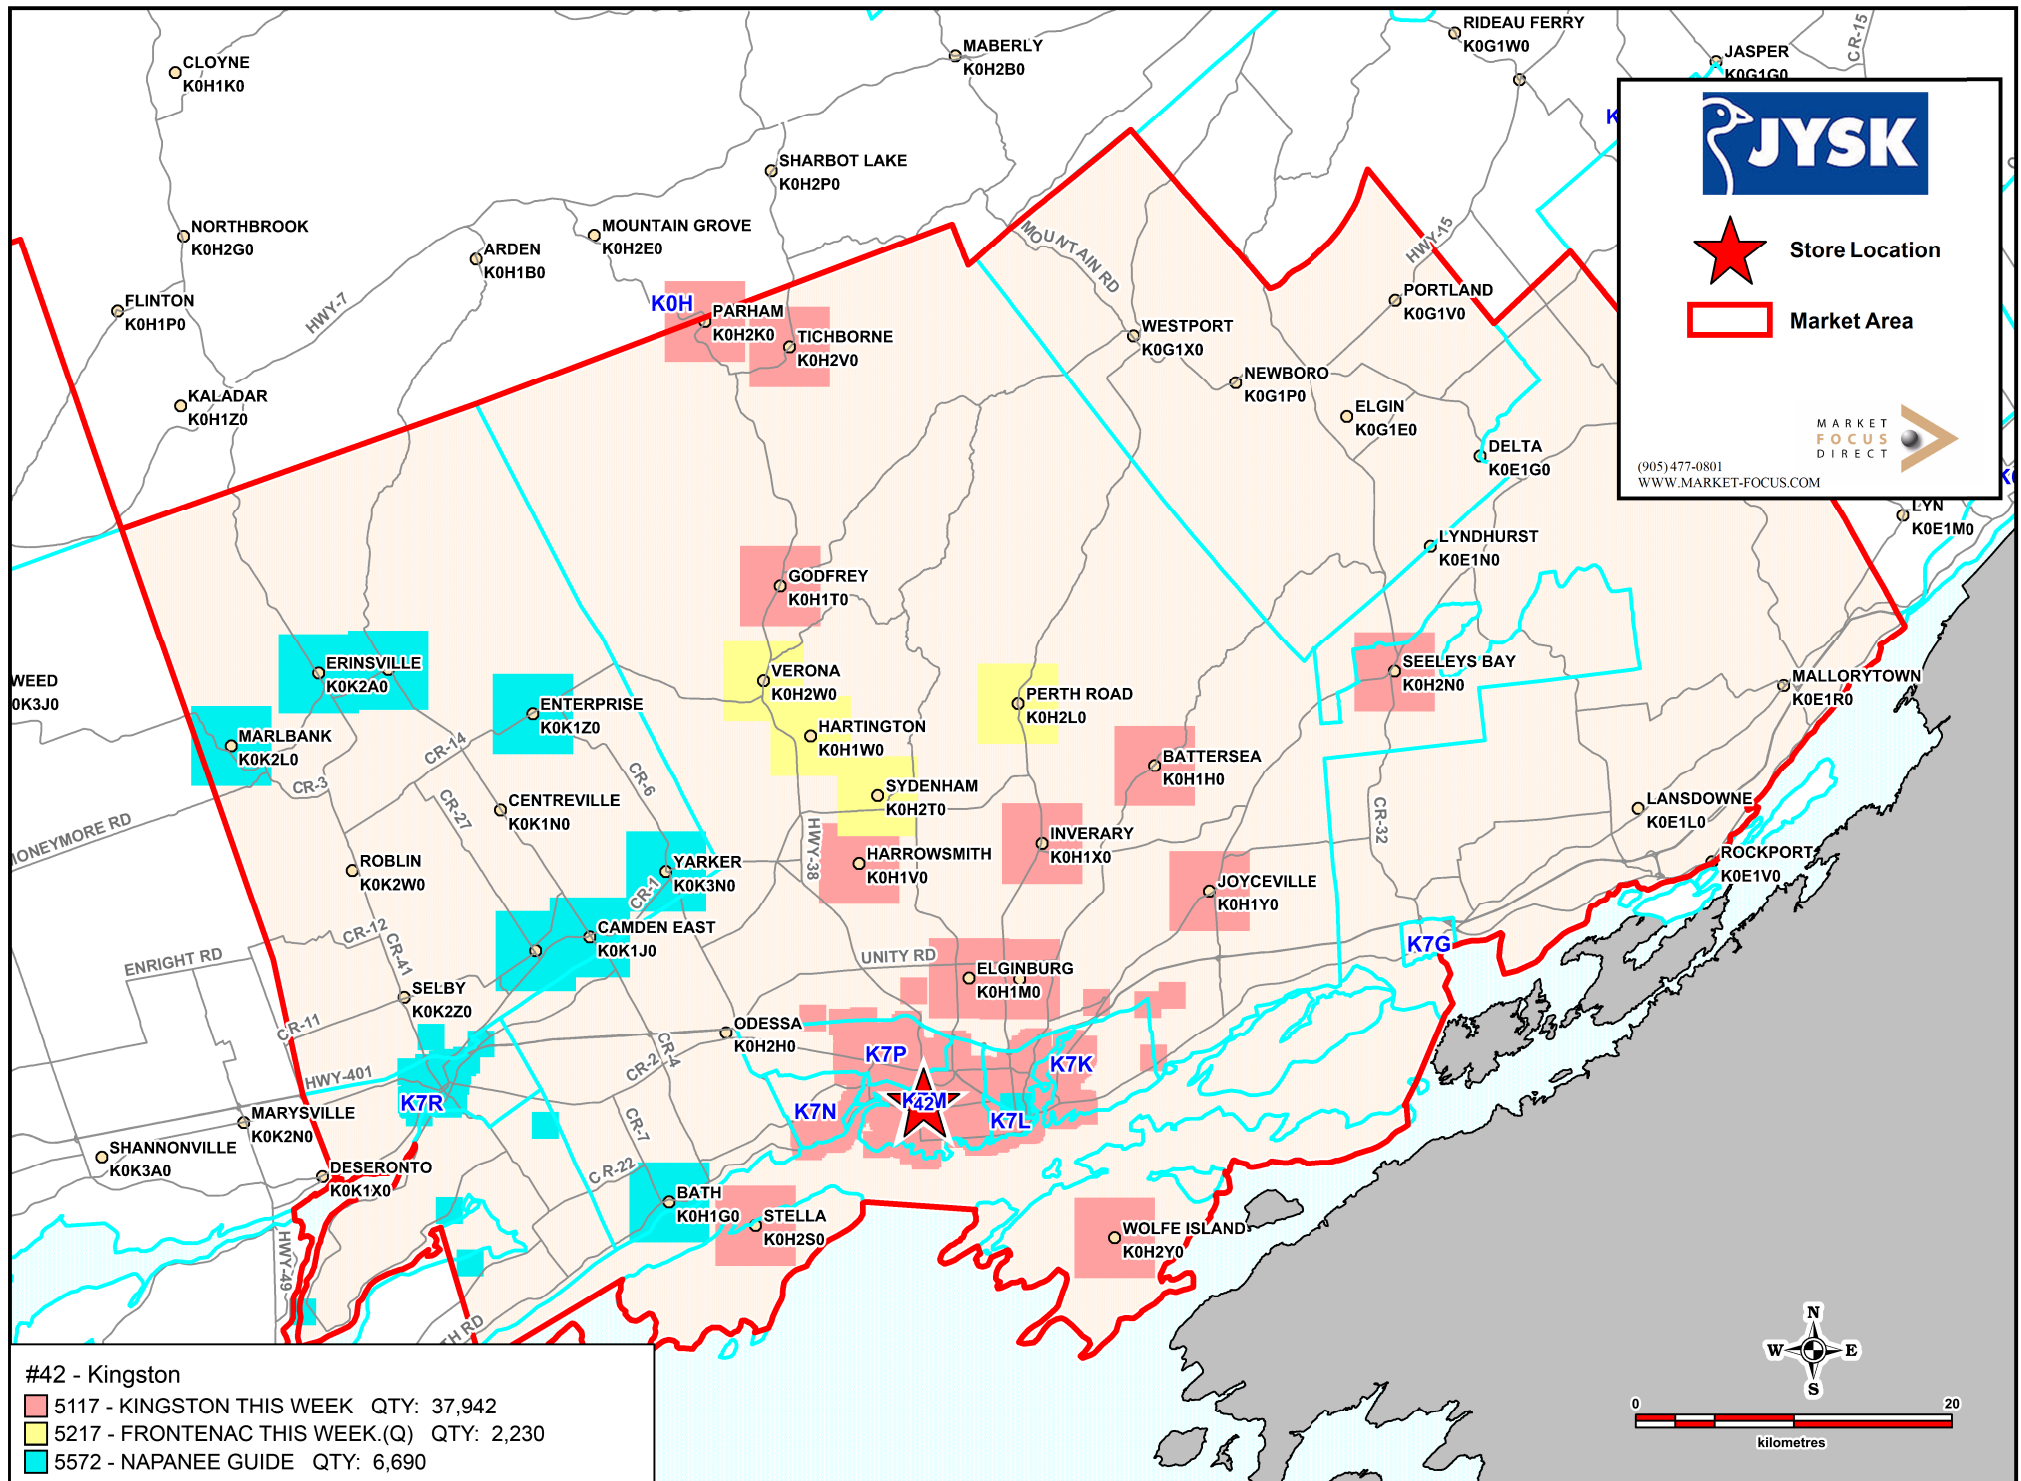 CLOYNE
K0H1K0
MABERLY
K0H2B0
RIDEAU FERRY
K0G1W0
JASPER
K0G1G0
CR-15
JYSK
Store Location
Market Area
MARKET
FOCUS
DIRECT
(905) 477-0801
WWW.MARKET-FOCUS.COM
SHARBOT LAKE
K0H2P0
NORTHBROOK
K0H2G0
ARDEN
K0H1B0
MOUNTAIN GROVE
K0H2E0
MOUNTAIN RD
HWY-15
FLINTON
K0H1P0
HWY-7
K0H
PARHAM
K0H2K0
TICHBORNE
K0H2V0
WESTPORT
K0G1X0
PORTLAND
K0G1V0
NEWBORO
K0G1P0
ELGIN
K0G1E0
KALADAR
K0H1Z0
DELTA
K0E1G0
LYN
K0E1M0
LYNDHURST
K0E1N0
GODFREY
K0H1T0
ERINSVILLE
K0K2A0
VERONA
K0H2W0
SEELEYS BAY
K0H2N0
MALLORYTOWN
K0E1R0
WEED
0K3J0
ENTERPRISE
K0K1Z0
PERTH ROAD
K0H2L0
HARTINGTON
K0H1W0
MARLBANK
K0K2L0
CR-14
CR-3
CR-6
CR-27
BATTERSEA
K0H1H0
SYDENHAM
K0H2T0
CENTREVILLE
K0K1N0
LANSDOWNE
K0E1L0
CR-32
HWY-38
ONEYMORE RD
INVERARY
K0H1X0
HARROWSMITH
K0H1V0
ROCKPORT
K0E1V0
ROBLIN
K0K2W0
YARKER
K0K3N0
CR-1
JOYCEVILLE
K0H1Y0
CAMDEN EAST
K0K1J0
CR-12
CR-41
ENRIGHT RD
UNITY RD
K7G
ELGINBURG
K0H1M0
SELBY
K0K2Z0
CR-11
ODESSA
K0H2H0
CR-2
CR-4
K7P
K7K
HWY-401
K7R
K7N
42
K7L
CR-7
MARYSVILLE
K0K2N0
SHANNONVILLE
K0K3A0
DESERONTO
K0K1X0
CR-22
BATH
K0H1G0
STELLA
K0H2S0
WOLFE ISLAND
K0H2Y0
HWY-49
TH RD
#42 - Kingston
5117 - KINGSTON THIS WEEK QTY: 37,942
5217 - FRONTENAC THIS WEEK.(Q) QTY: 2,230
5572 - NAPANEE GUIDE QTY: 6,690
N
W E
S
0 20
kilometres